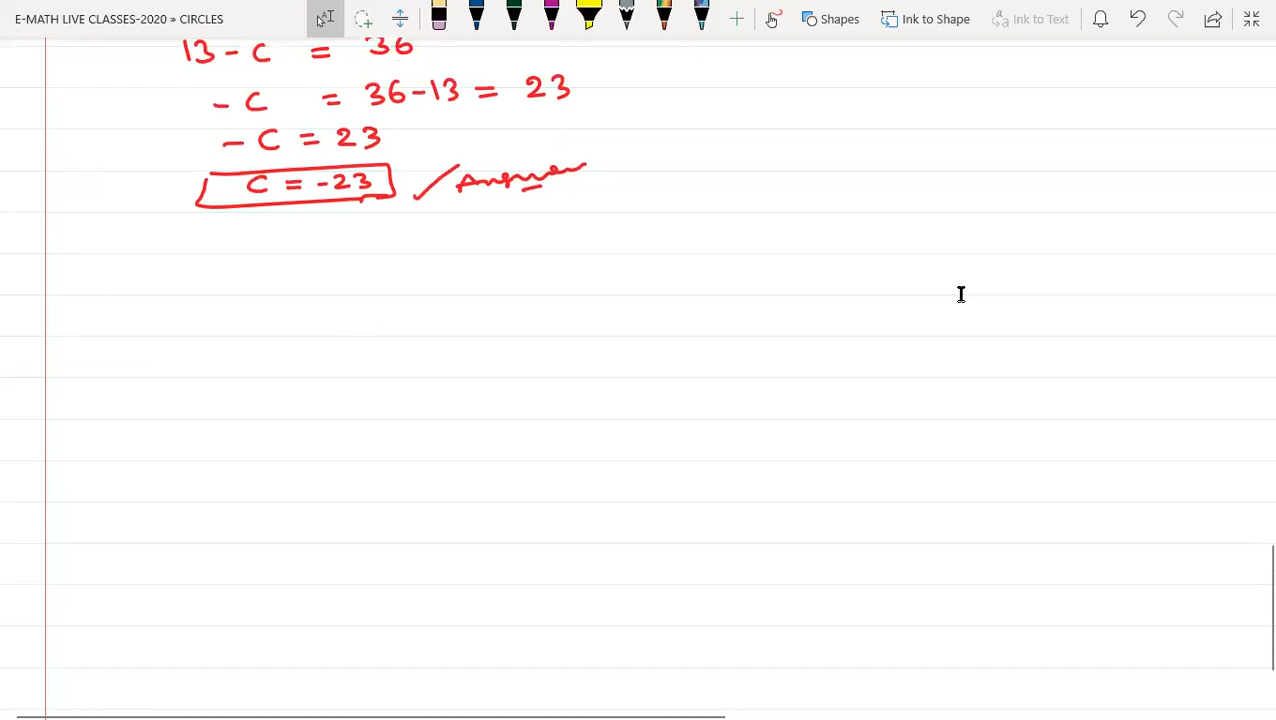 E-MATH LIVE CLASSES-2020 » CIRCLES
Shapes
Ink to Shape
Ink to Text
13 - C = 36
- C = 36-13 = 23
- C = 23
C = -23 ✓ Answer